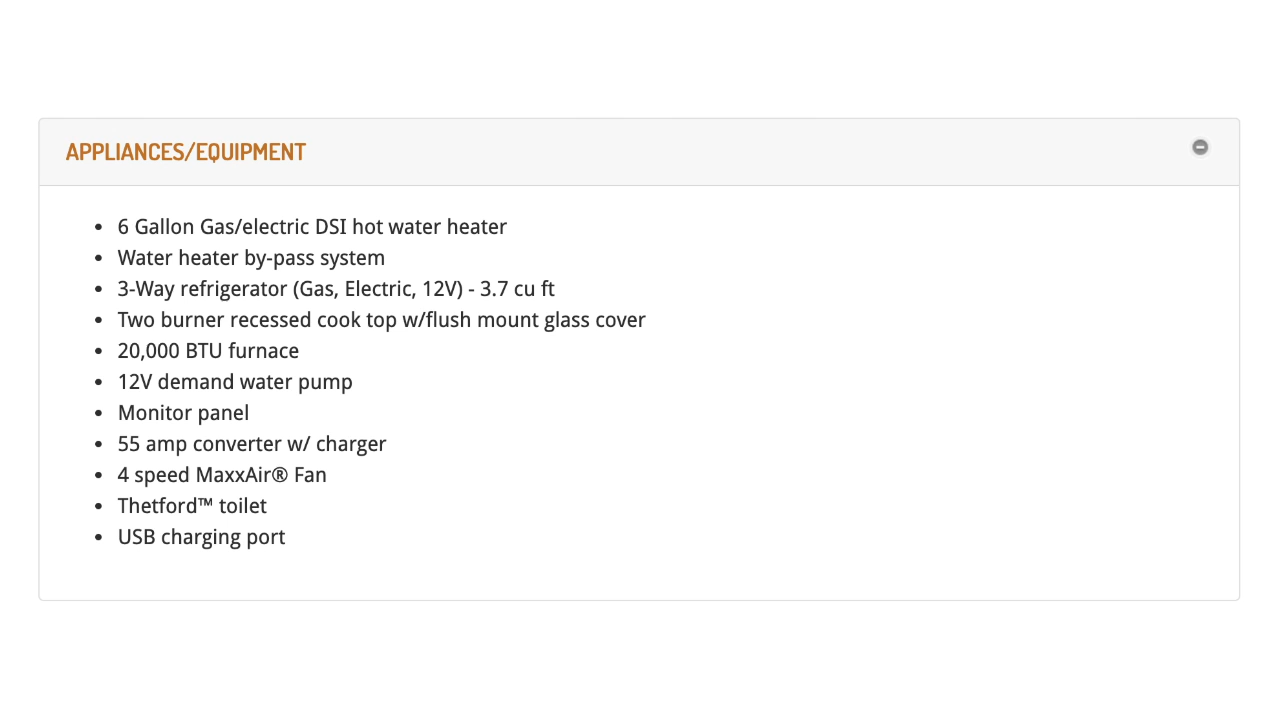 APPLIANCES/EQUIPMENT
• 6 Gallon Gas/electric DSI hot water heater
• Water heater by-pass system
• 3-Way refrigerator (Gas, Electric, 12V) - 3.7 cu ft
• Two burner recessed cook top w/flush mount glass cover
• 20,000 BTU furnace
• 12V demand water pump
• Monitor panel
• 55 amp converter w/ charger
• 4 speed MaxxAir® Fan
• Thetford™ toilet
• USB charging port